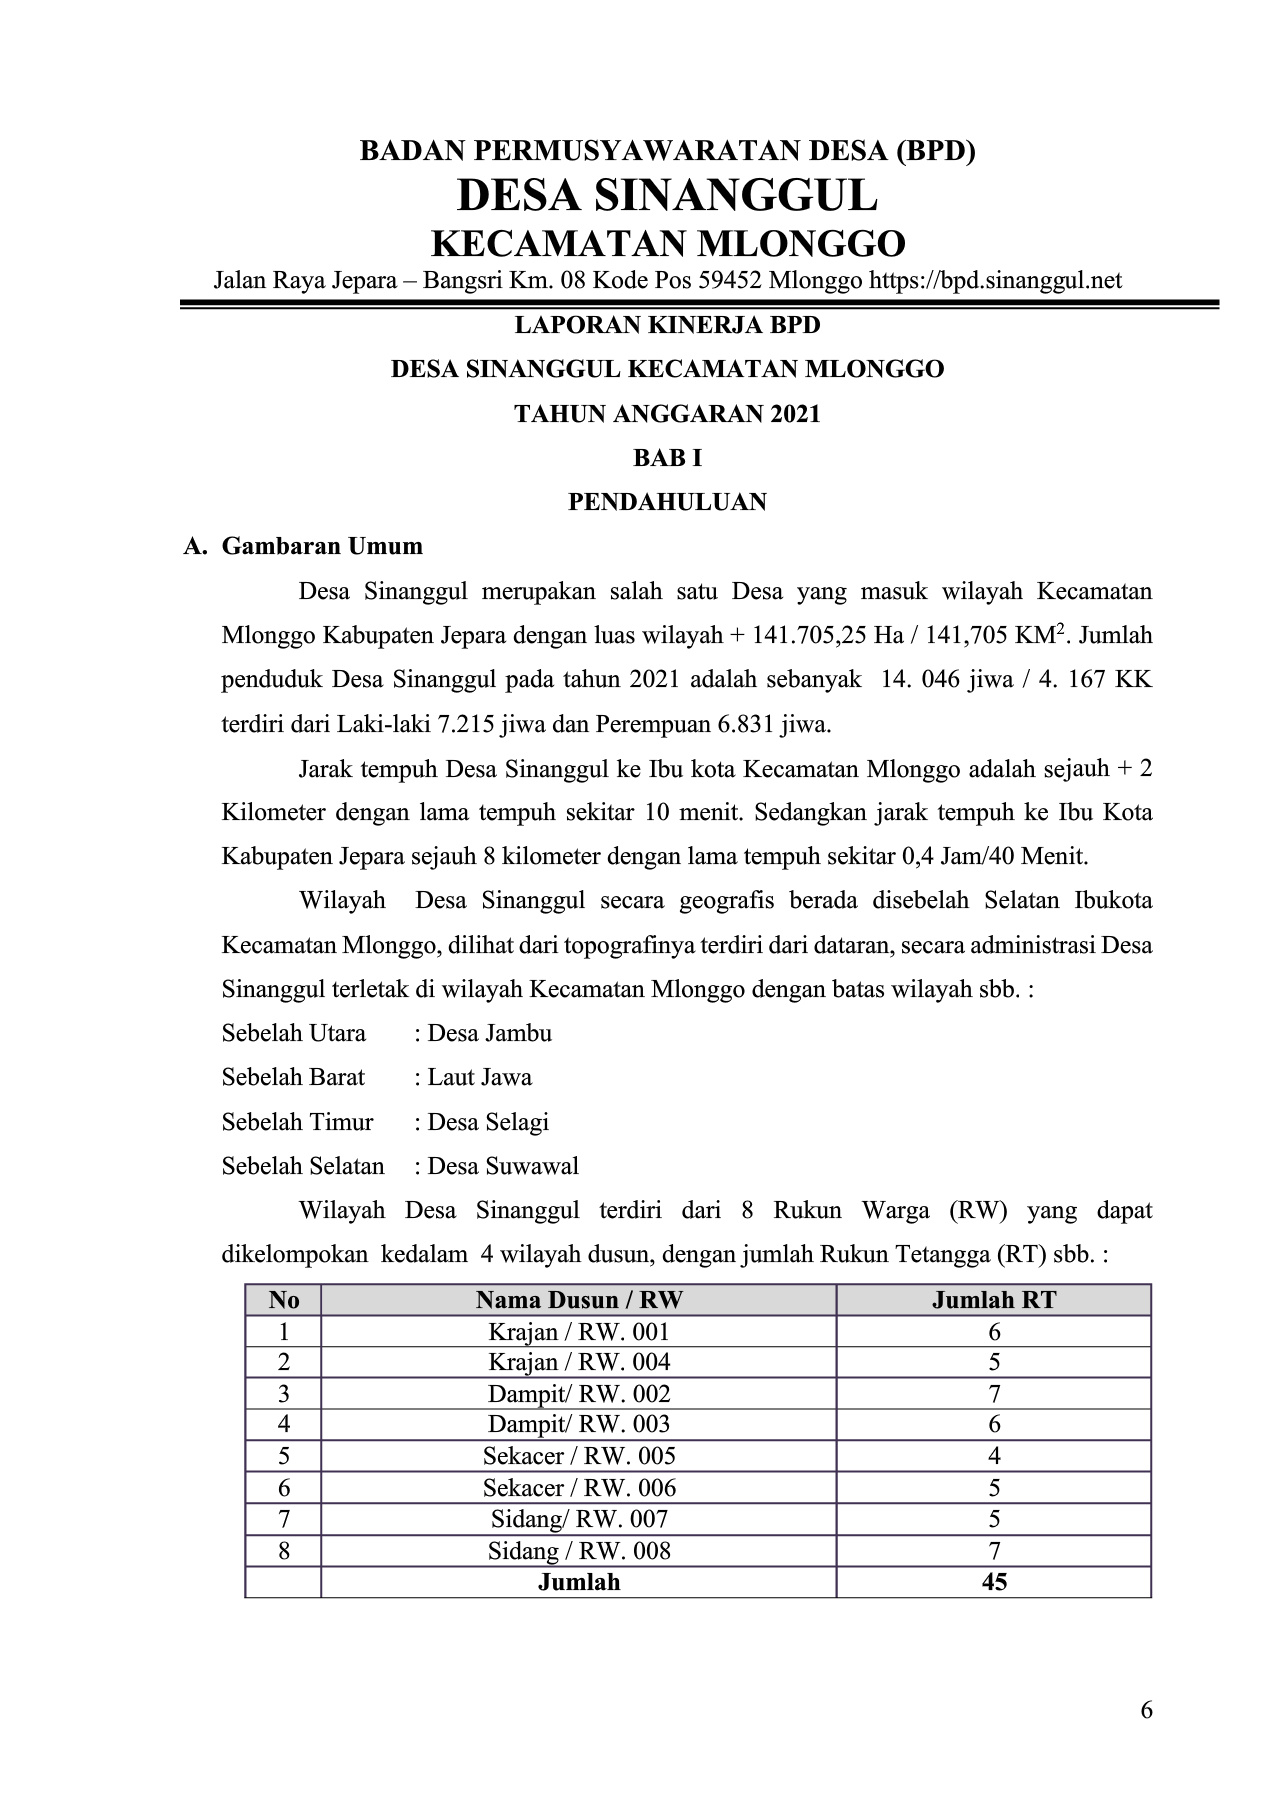 BADAN PERMUSYAWARATAN DESA (BPD)
DESA SINANGGUL
KECAMATAN MLONGGO
Jalan Raya Jepara – Bangsri Km. 08 Kode Pos 59452 Mlonggo https://bpd.sinanggul.net
LAPORAN KINERJA BPD
DESA SINANGGUL KECAMATAN MLONGGO
TAHUN ANGGARAN 2021
BAB I
PENDAHULUAN
A. Gambaran Umum
Desa Sinanggul merupakan salah satu Desa yang masuk wilayah Kecamatan
Mlonggo Kabupaten Jepara dengan luas wilayah + 141.705,25 Ha / 141,705 KM². Jumlah
penduduk Desa Sinanggul pada tahun 2021 adalah sebanyak 14. 046 jiwa / 4. 167 KK
terdiri dari Laki-laki 7.215 jiwa dan Perempuan 6.831 jiwa.
Jarak tempuh Desa Sinanggul ke Ibu kota Kecamatan Mlonggo adalah sejauh + 2
Kilometer dengan lama tempuh sekitar 10 menit. Sedangkan jarak tempuh ke Ibu Kota
Kabupaten Jepara sejauh 8 kilometer dengan lama tempuh sekitar 0,4 Jam/40 Menit.
Wilayah Desa Sinanggul secara geografis berada disebelah Selatan Ibukota
Kecamatan Mlonggo, dilihat dari topografinya terdiri dari dataran, secara administrasi Desa
Sinanggul terletak di wilayah Kecamatan Mlonggo dengan batas wilayah sbb. :
Sebelah Utara : Desa Jambu
Sebelah Barat : Laut Jawa
Sebelah Timur : Desa Selagi
Sebelah Selatan : Desa Suwawal
Wilayah Desa Sinanggul terdiri dari 8 Rukun Warga (RW) yang dapat
dikelompokan kedalam 4 wilayah dusun, dengan jumlah Rukun Tetangga (RT) sbb. :
No Nama Dusun / RW Jumlah RT
1 Krajan / RW. 001 6
2 Krajan / RW. 004 5
3 Dampit/ RW. 002 7
4 Dampit/ RW. 003 6
5 Sekacer / RW. 005 4
6 Sekacer / RW. 006 5
7 Sidang/ RW. 007 5
8 Sidang / RW. 008 7
Jumlah 45
6